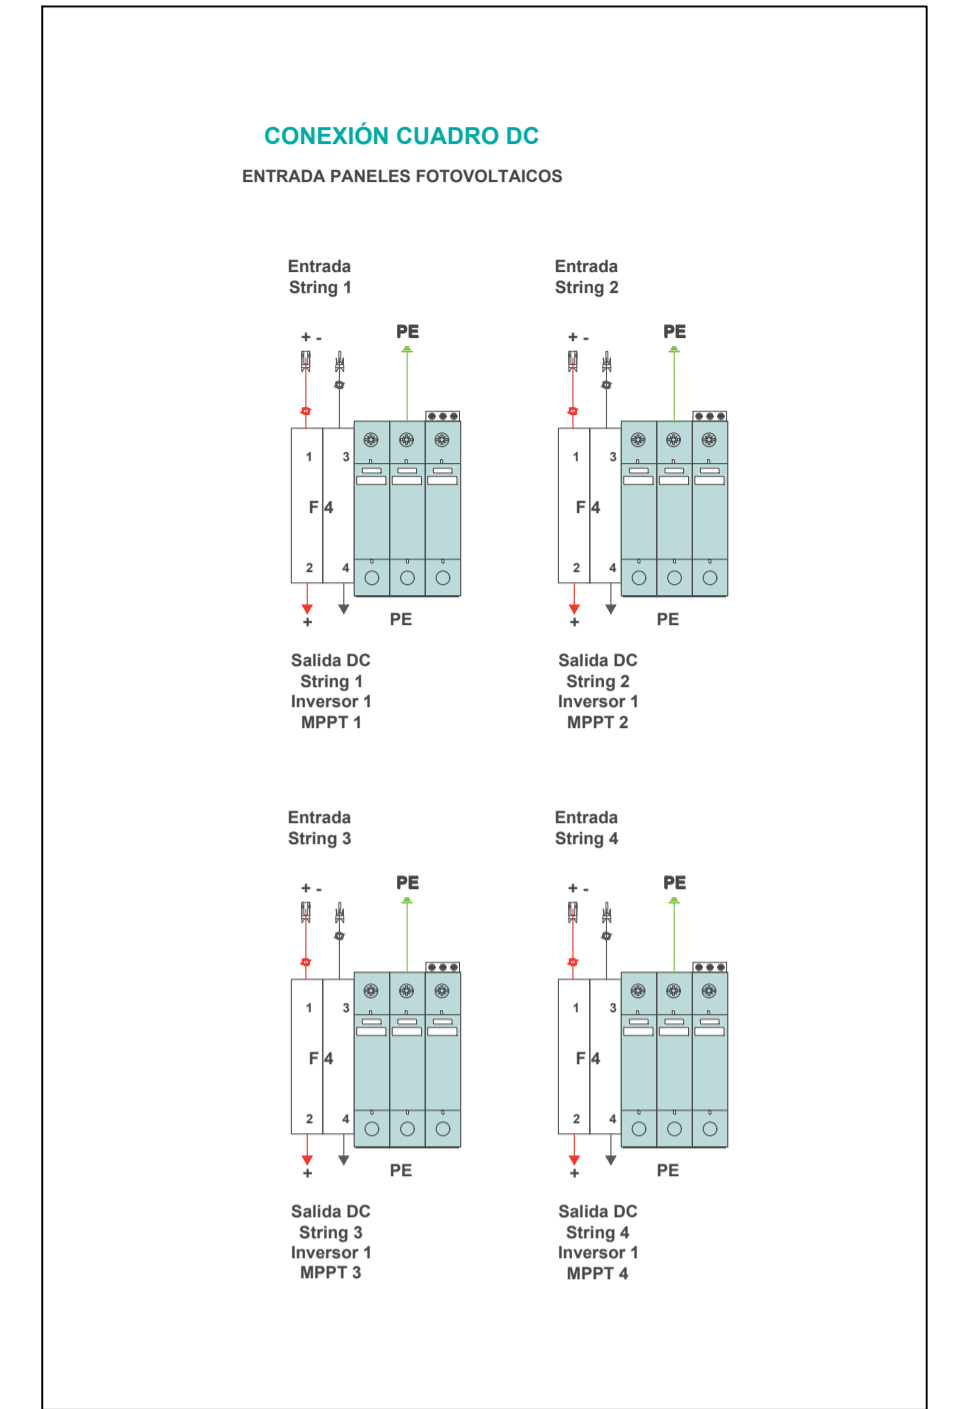 CONEXIÓN CUADRO DC
ENTRADA PANELES FOTOVOLTAICOS
Entrada
String 1
+ -
PE
1
3
F 4
2
4
+
PE
Salida DC
String 1
Inversor 1
MPPT 1
Entrada
String 2
+ -
PE
1
3
F 4
2
4
+
PE
Salida DC
String 2
Inversor 1
MPPT 2
Entrada
String 3
+ -
PE
1
3
F 4
2
4
+
PE
Salida DC
String 3
Inversor 1
MPPT 3
Entrada
String 4
+ -
PE
1
3
F 4
2
4
+
PE
Salida DC
String 4
Inversor 1
MPPT 4